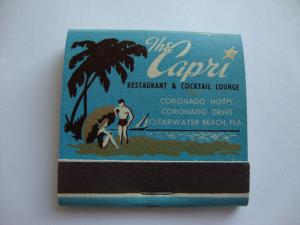 The
Capri
RESTAURANT & COCKTAIL LOUNGE
CORONADO HOTEL
CORONADO DRIVE
CLEARWATER BEACH, FLA.